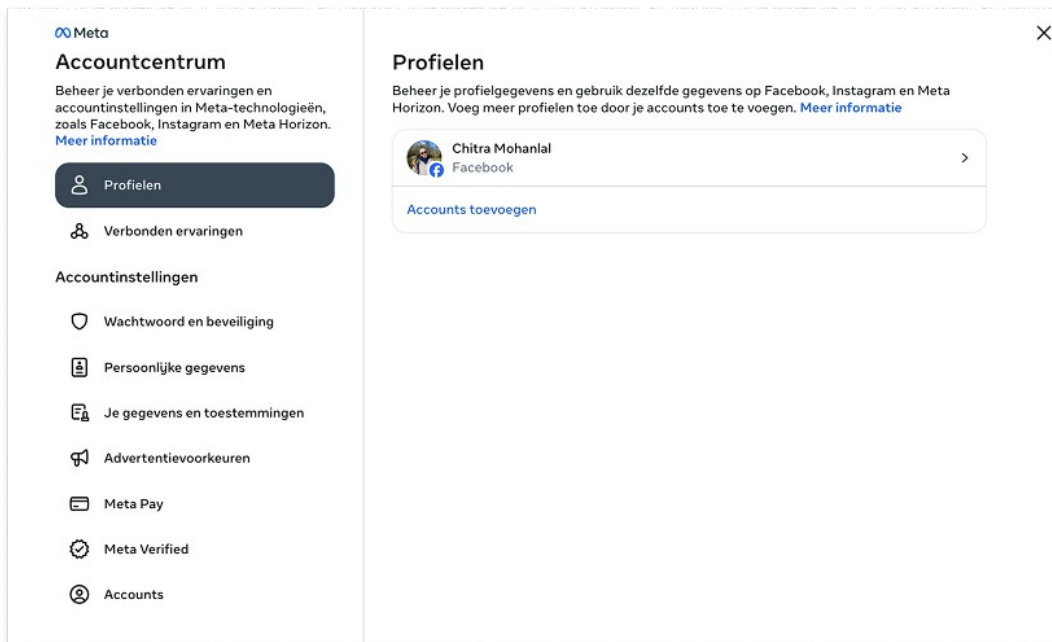 Meta
Accountcentrum
Beheer je verbonden ervaringen en
accountinstellingen in Meta-technologieën,
zoals Facebook, Instagram en Meta Horizon.
Meer informatie
Profielen
Verbonden ervaringen
Accountinstellingen
Wachtwoord en beveiliging
Persoonlijke gegevens
Je gegevens en toestemmingen
Advertentievoorkeuren
Meta Pay
Meta Verified
Accounts
Profielen
Beheer je profielgegevens en gebruik dezelfde gegevens op Facebook, Instagram en Meta
Horizon. Voeg meer profielen toe door je accounts toe te voegen. Meer informatie
Chitra Mohanlal
Facebook
Accounts toevoegen